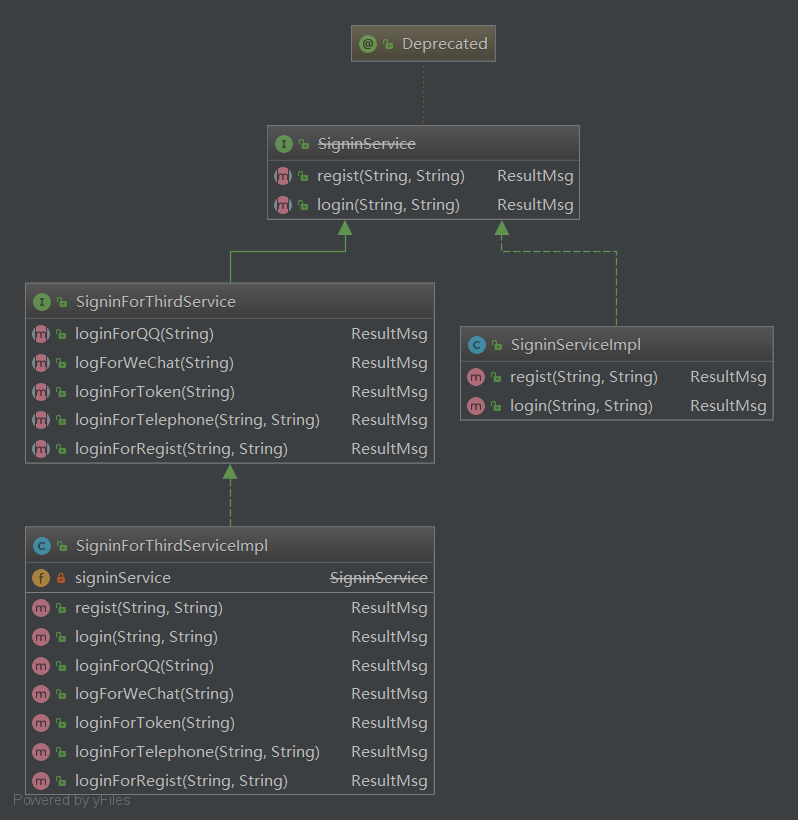 @ Deprecated
I SigninService
m regist(String, String) ResultMsg
m login(String, String) ResultMsg
I SigninForThirdService
m loginForQQ(String) ResultMsg
m logForWeChat(String) ResultMsg
m loginForToken(String) ResultMsg
m loginForTelephone(String, String) ResultMsg
m loginForRegist(String, String) ResultMsg
C SigninServiceImpl
m regist(String, String) ResultMsg
m login(String, String) ResultMsg
C SigninForThirdServiceImpl
f signinService SigninService
m regist(String, String) ResultMsg
m login(String, String) ResultMsg
m loginForQQ(String) ResultMsg
m logForWeChat(String) ResultMsg
m loginForToken(String) ResultMsg
m loginForTelephone(String, String) ResultMsg
m loginForRegist(String, String) ResultMsg
Powered by yFiles